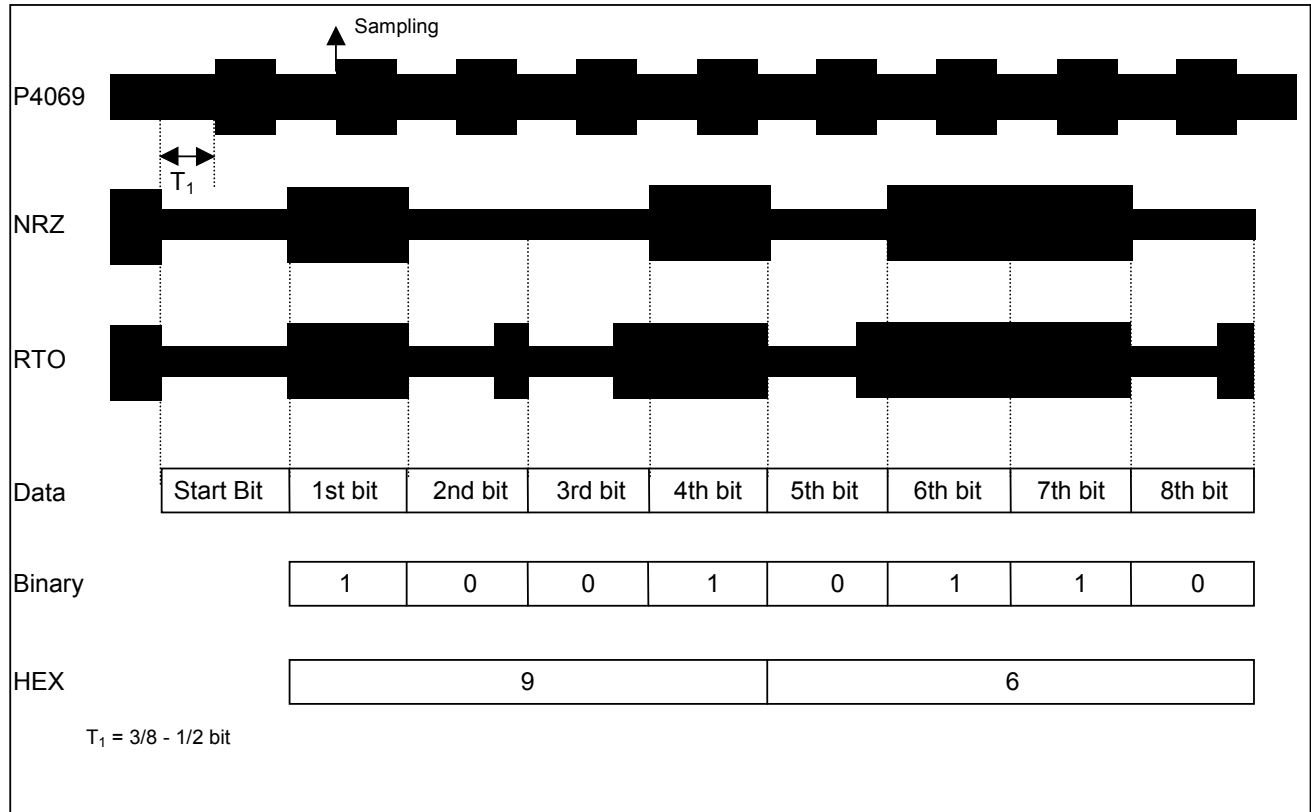 Sampling
P4069
T₁
NRZ
RTO
Data Start Bit 1st bit 2nd bit 3rd bit 4th bit 5th bit 6th bit 7th bit 8th bit
Binary 1 0 0 1 0 1 1 0
HEX 9 6
T₁ = 3/8 - 1/2 bit